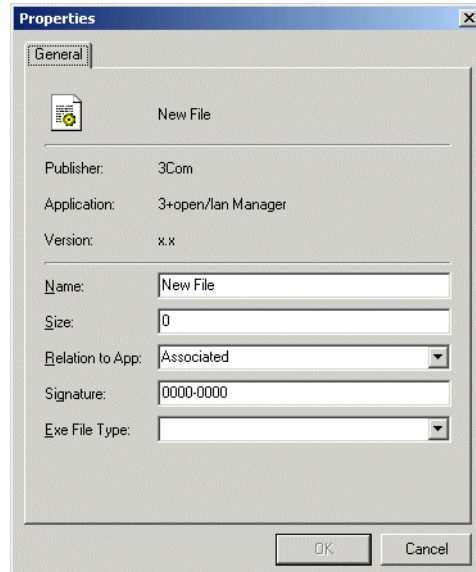 Properties
General
New File
Publisher: 3Com
Application: 3+open/lan Manager
Version: x.x
Name: New File
Size: 0
Relation to App: Associated
Signature: 0000-0000
Exe File Type:
OK Cancel